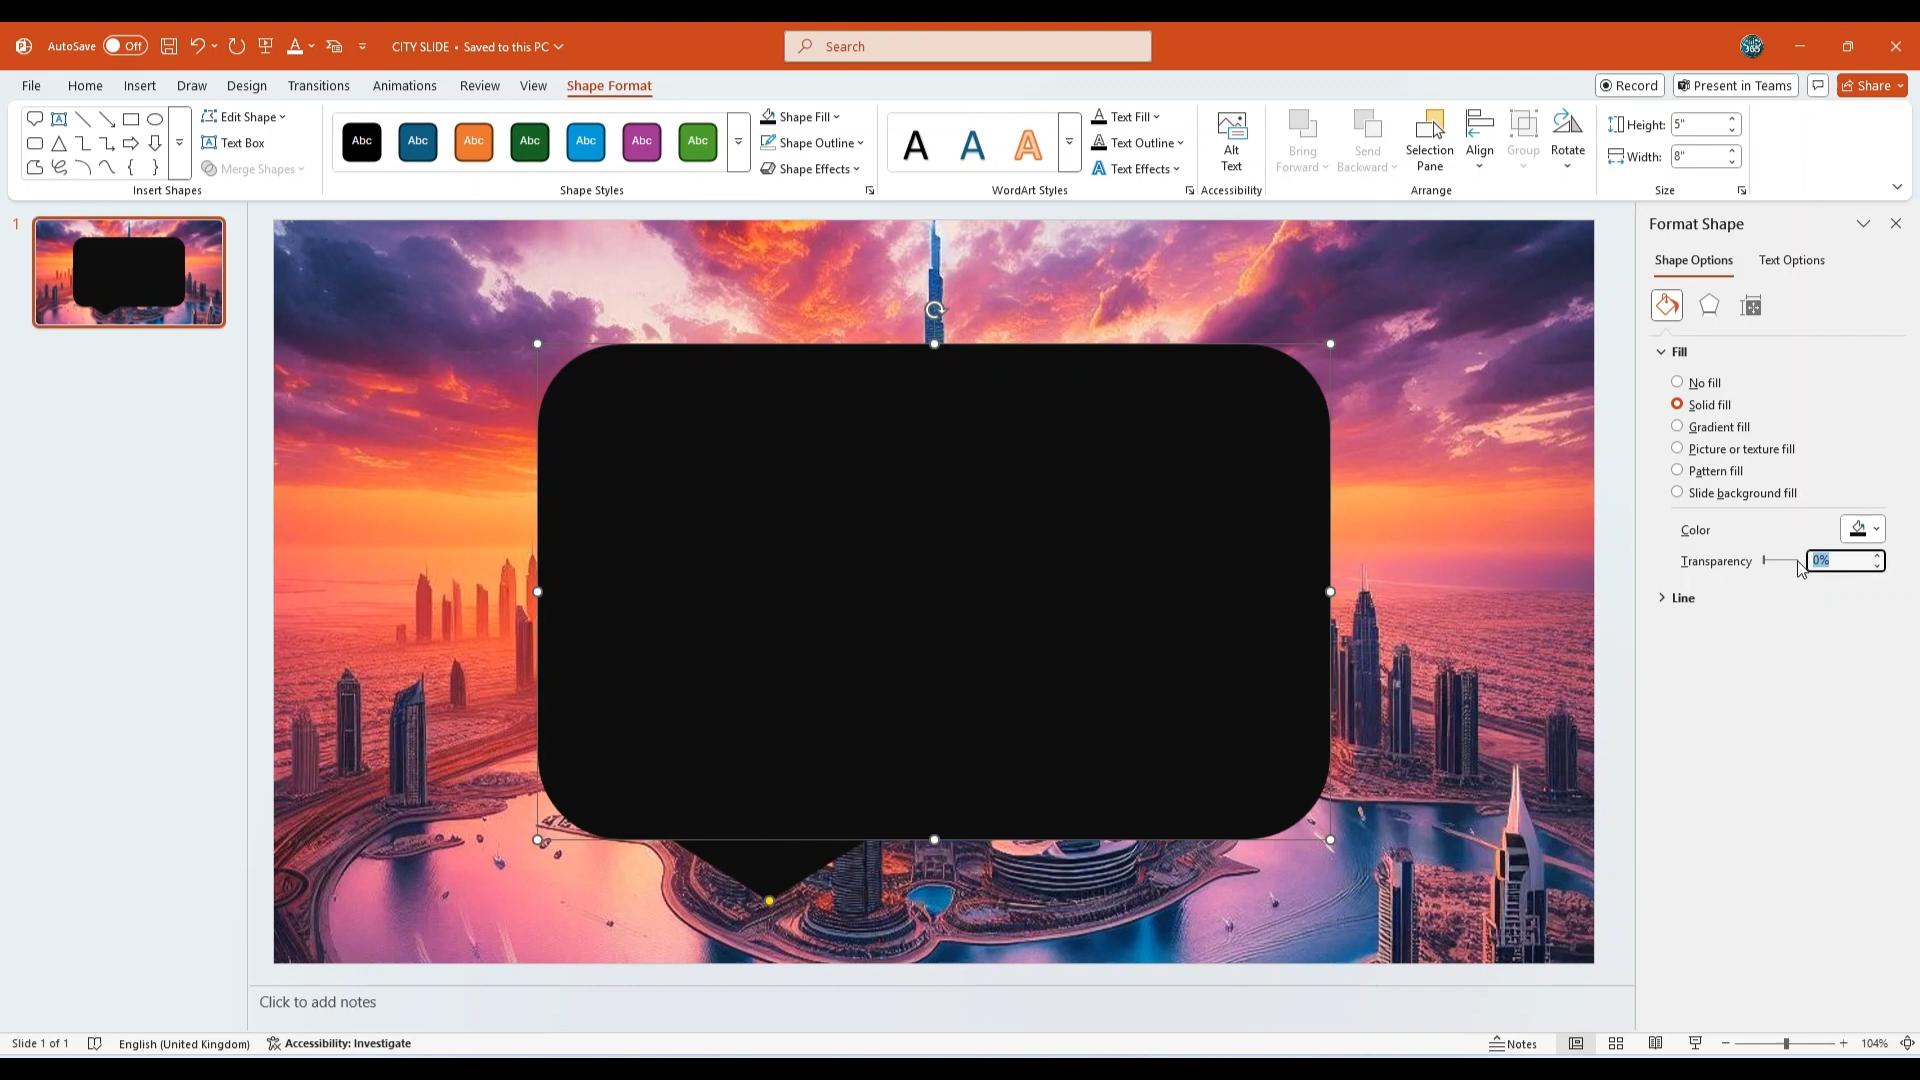 AutoSave Off CITY SLIDE • Saved to this PC Search
File Home Insert Draw Design Transitions Animations Review View Shape Format Record Present in Teams Share
Edit Shape Abc Abc Abc Abc Abc Abc Abc Shape Fill A A A Text Fill Height: 5"
Text Box Shape Outline Text Outline Alt Text Bring Forward Send Backward Selection Pane Align Group Rotate Width: 8"
Merge Shapes Shape Effects Text Effects
Insert Shapes Shape Styles WordArt Styles Accessibility Arrange Size
1
Format Shape
Shape Options Text Options
Fill
No fill
Solid fill
Gradient fill
Picture or texture fill
Pattern fill
Slide background fill
Color
Transparency 0%
Line
Click to add notes
Slide 1 of 1 English (United Kingdom) Accessibility: Investigate Notes 104%